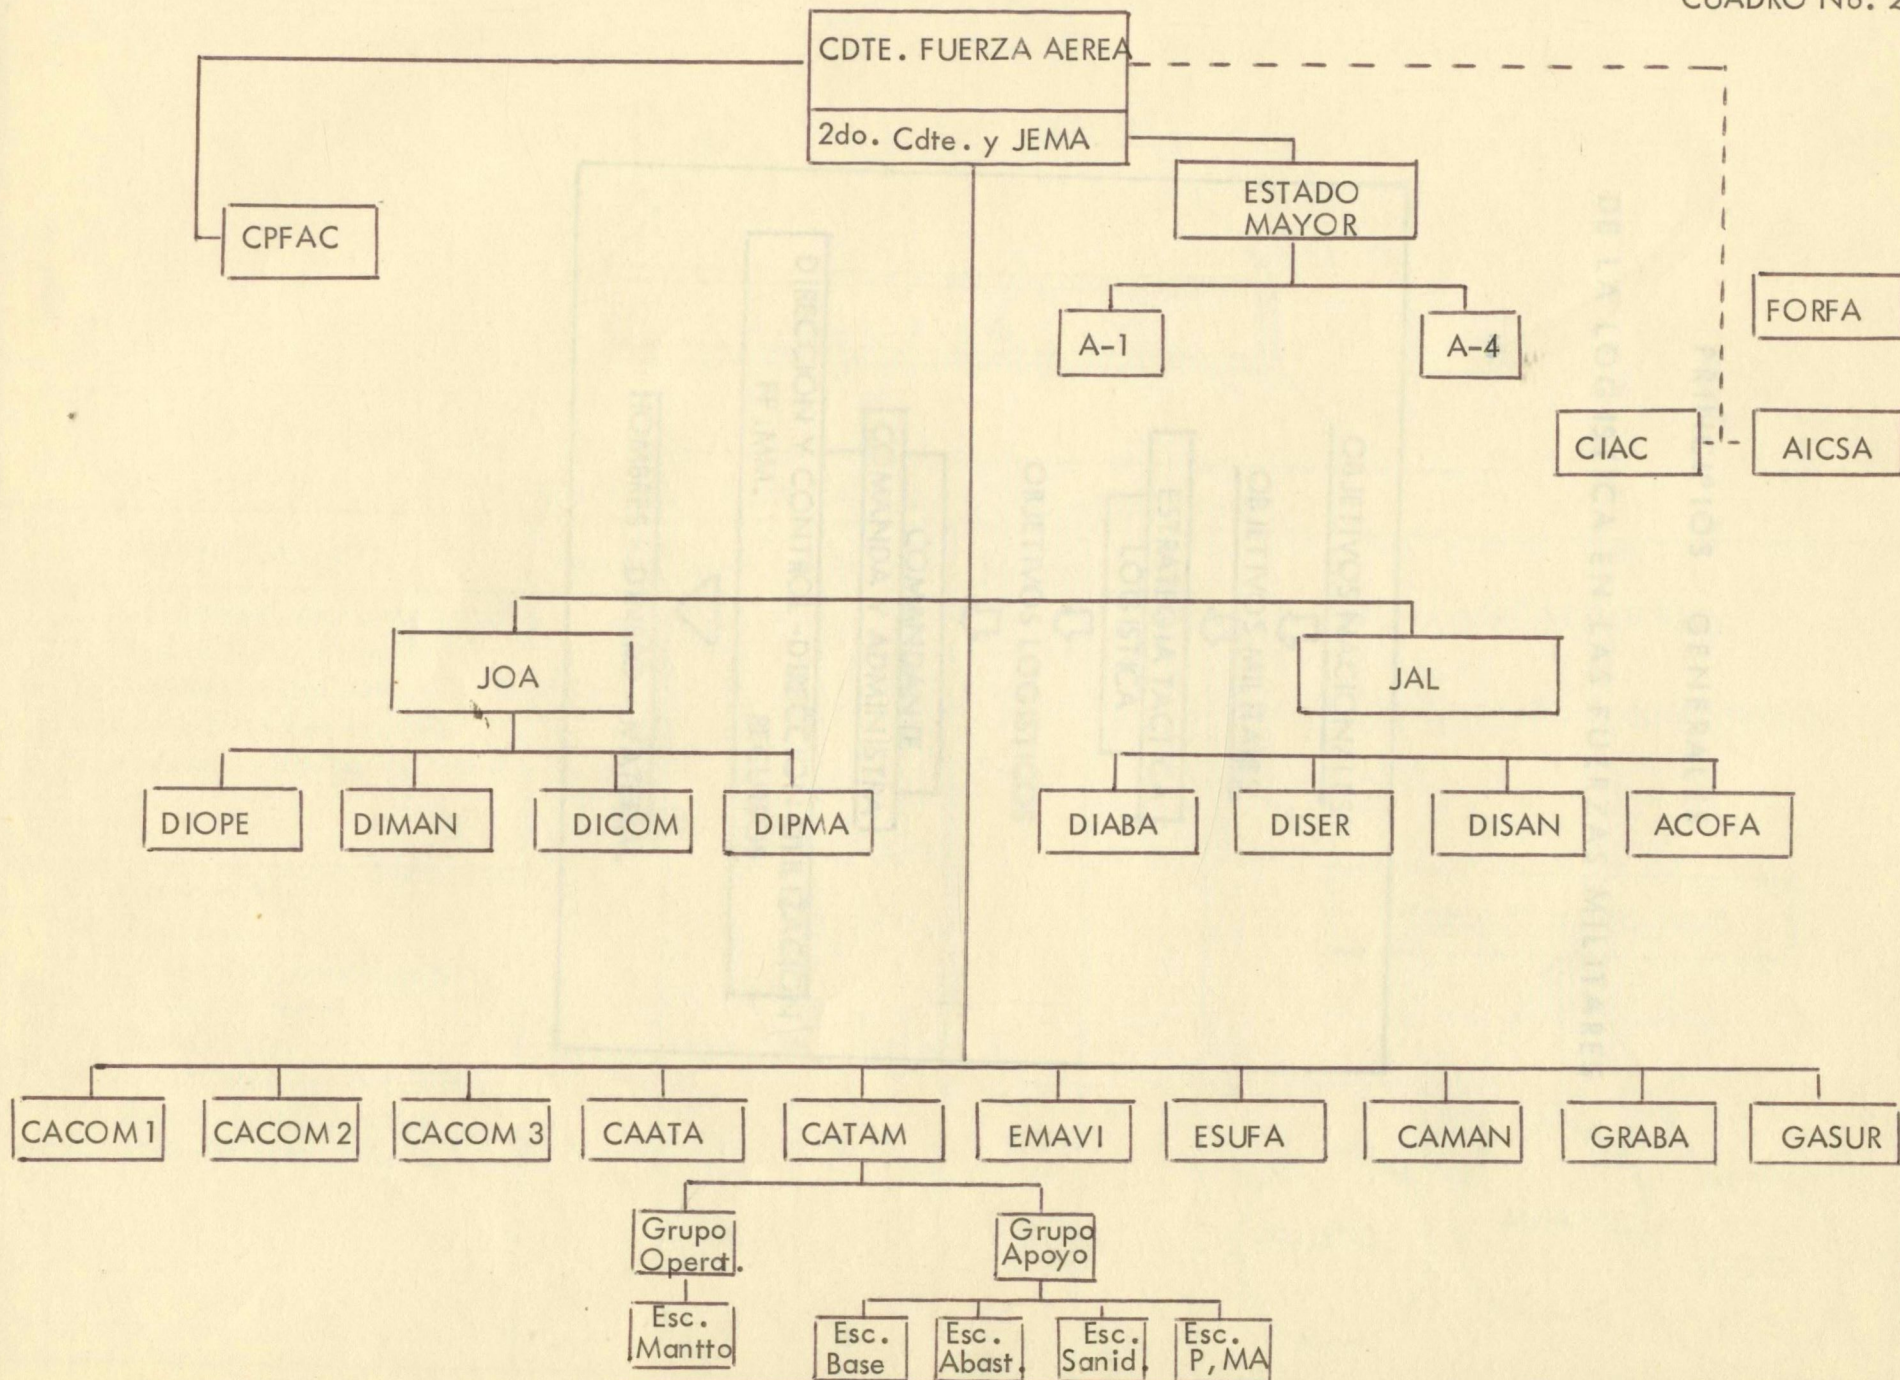 CUADRO No. 2
CDTE. FUERZA AEREA
2do. Cdte. y JEMA
ESTADO
MAYOR
CPFAC
A-1
A-4
FORFA
CIAC
AICSA
JOA
JAL
DIOPE
DIMAN
DICOM
DIPMA
DIABA
DISER
DISAN
ACOFA
CACOM 1
CACOM 2
CACOM 3
CAATA
CATAM
EMAVI
ESUFA
CAMAN
GRABA
GASUR
Grupo
Operat.
Grupo
Apoyo
Esc.
Mantto
Esc.
Base
Esc.
Abast.
Esc.
Sanid.
Esc.
P, MA